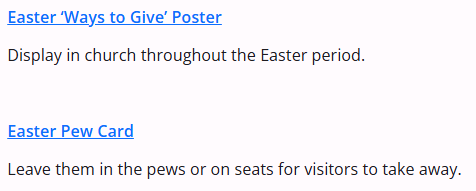 Easter ‘Ways to Give’ Poster
Display in church throughout the Easter period.
Easter Pew Card
Leave them in the pews or on seats for visitors to take away.